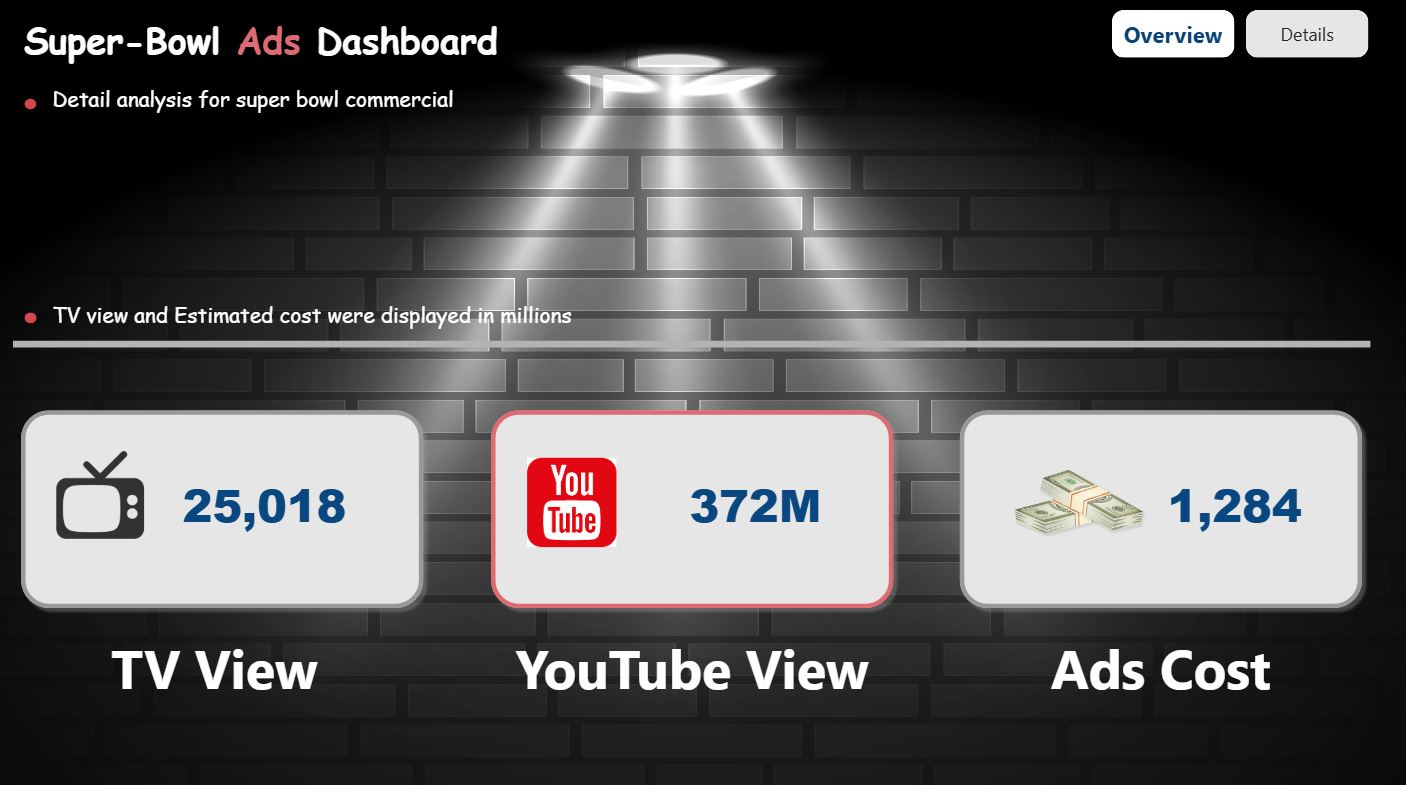 Super-Bowl Ads Dashboard
Overview
Details
Detail analysis for super bowl commercial
TV view and Estimated cost were displayed in millions
25,018
You
Tube
372M
1,284
TV View
YouTube View
Ads Cost